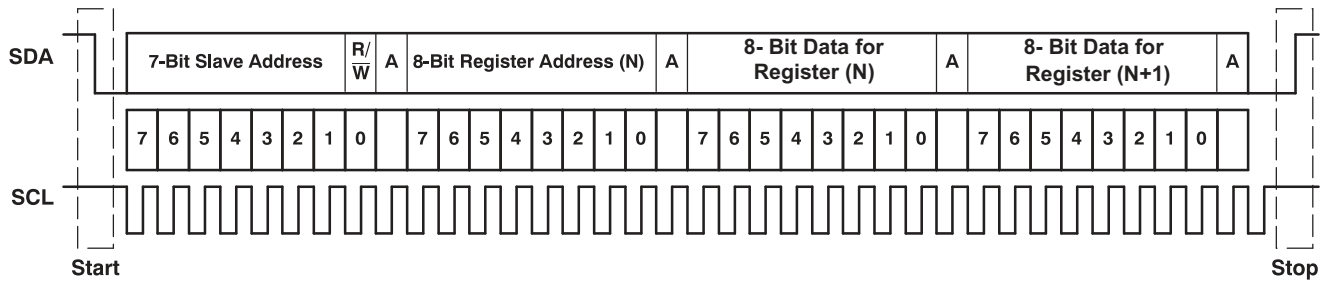 SDA
7-Bit Slave Address
R/
W
A
8-Bit Register Address (N)
A
8- Bit Data for
Register (N)
A
8- Bit Data for
Register (N+1)
A
7 6 5 4 3 2 1 0 7 6 5 4 3 2 1 0 7 6 5 4 3 2 1 0 7 6 5 4 3 2 1 0
SCL
Start
Stop